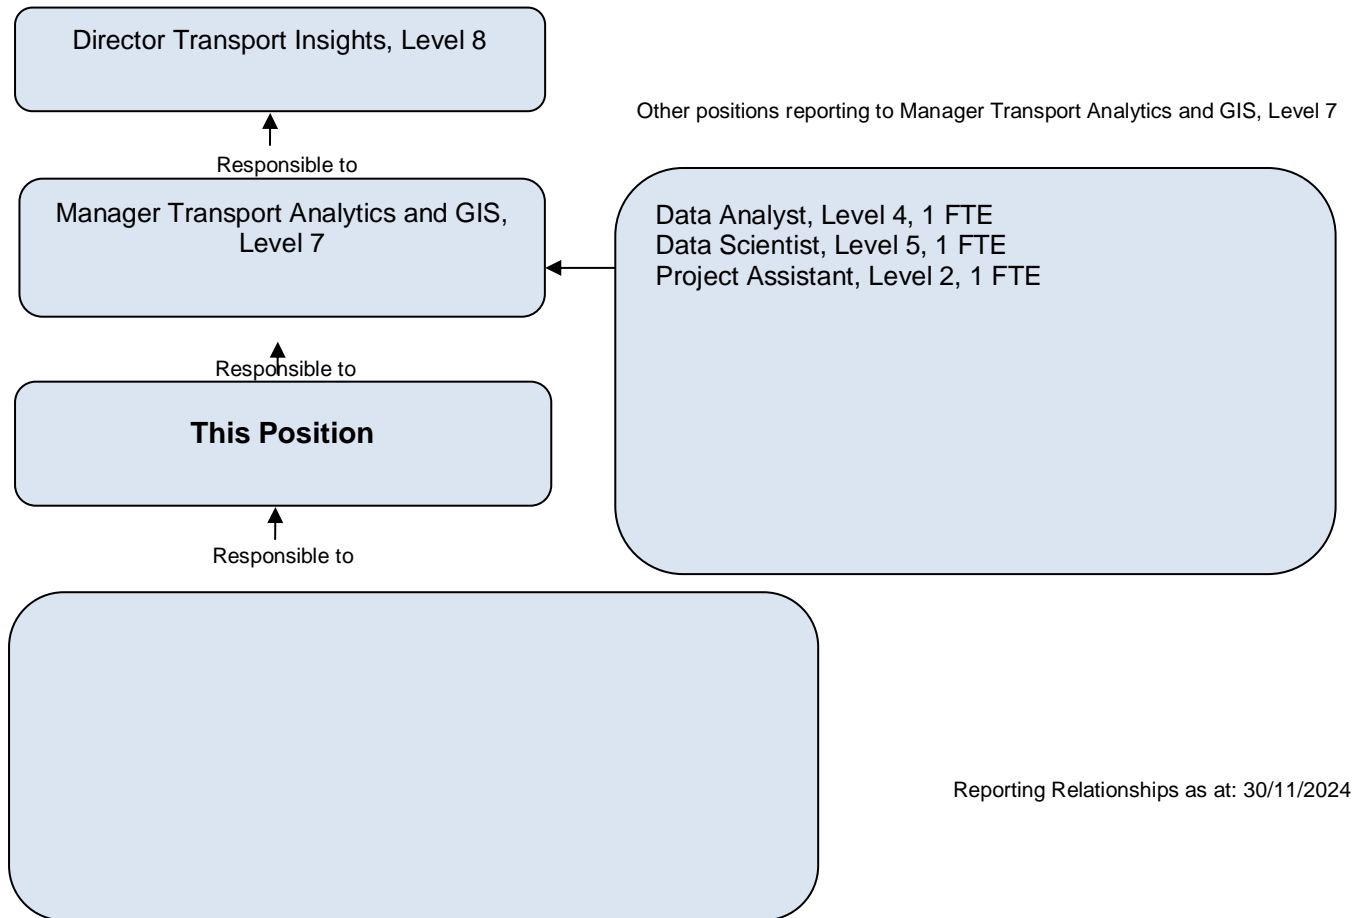 Director Transport Insights, Level 8
Other positions reporting to Manager Transport Analytics and GIS, Level 7
Responsible to
Manager Transport Analytics and GIS,
Level 7
Data Analyst, Level 4, 1 FTE
Data Scientist, Level 5, 1 FTE
Project Assistant, Level 2, 1 FTE
Responsible to
This Position
Responsible to
Reporting Relationships as at: 30/11/2024